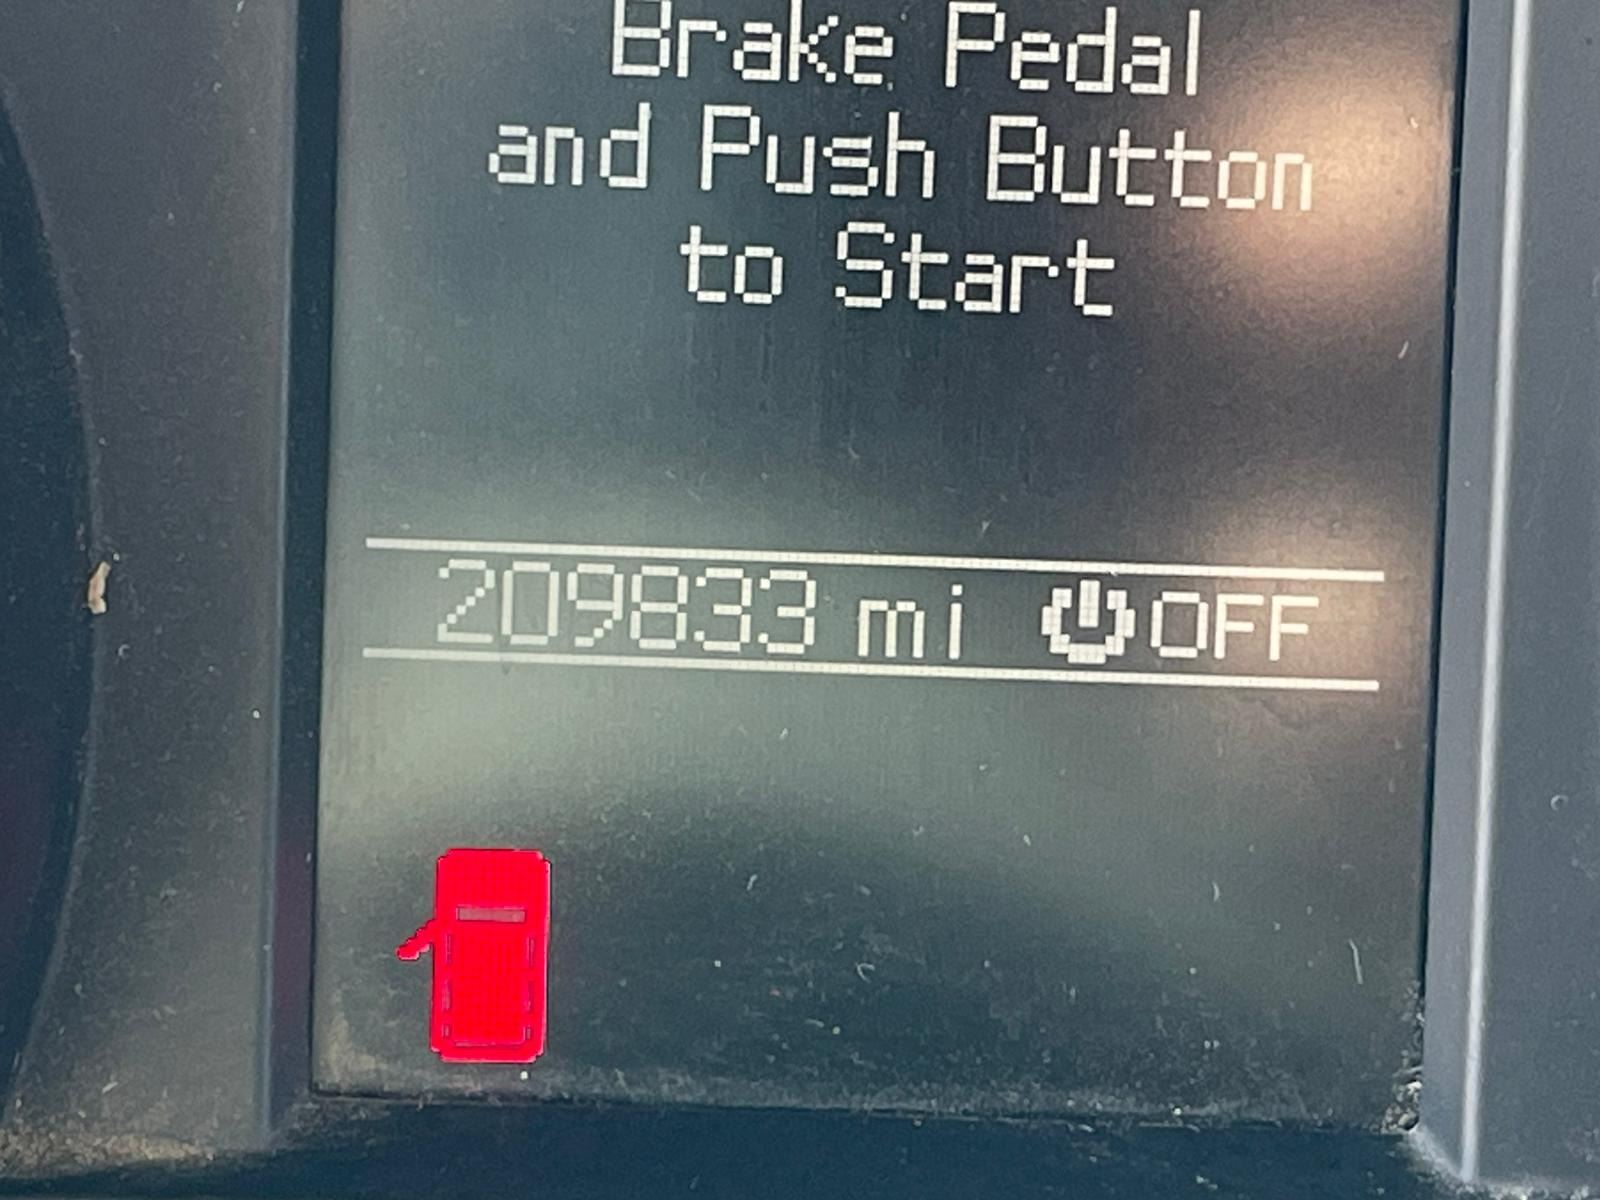 Brake Pedal
and Push Button
to Start
209833 mi OFF